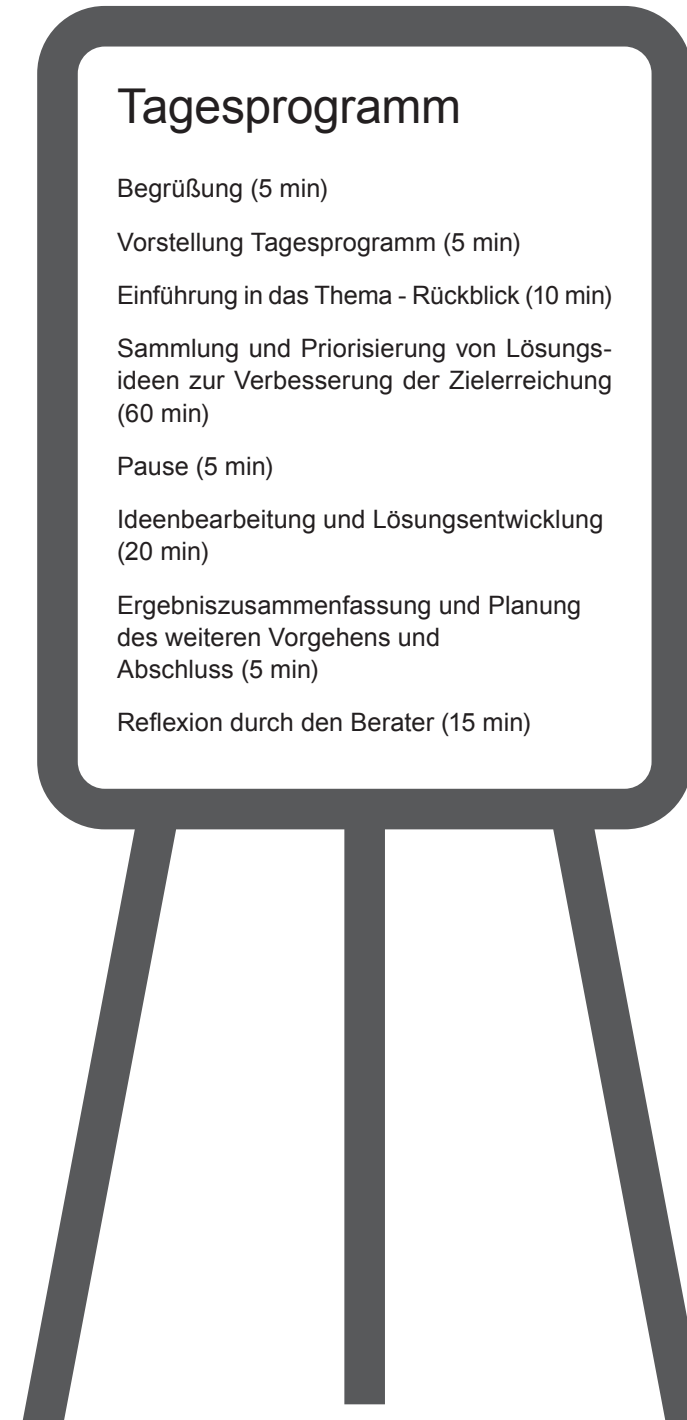 Tagesprogramm
Begrüßung (5 min)
Vorstellung Tagesprogramm (5 min)
Einführung in das Thema - Rückblick (10 min)
Sammlung und Priorisierung von Lösungs-
ideen zur Verbesserung der Zielerreichung
(60 min)
Pause (5 min)
Ideenbearbeitung und Lösungsentwicklung
(20 min)
Ergebniszusammenfassung und Planung
des weiteren Vorgehens und
Abschluss (5 min)
Reflexion durch den Berater (15 min)